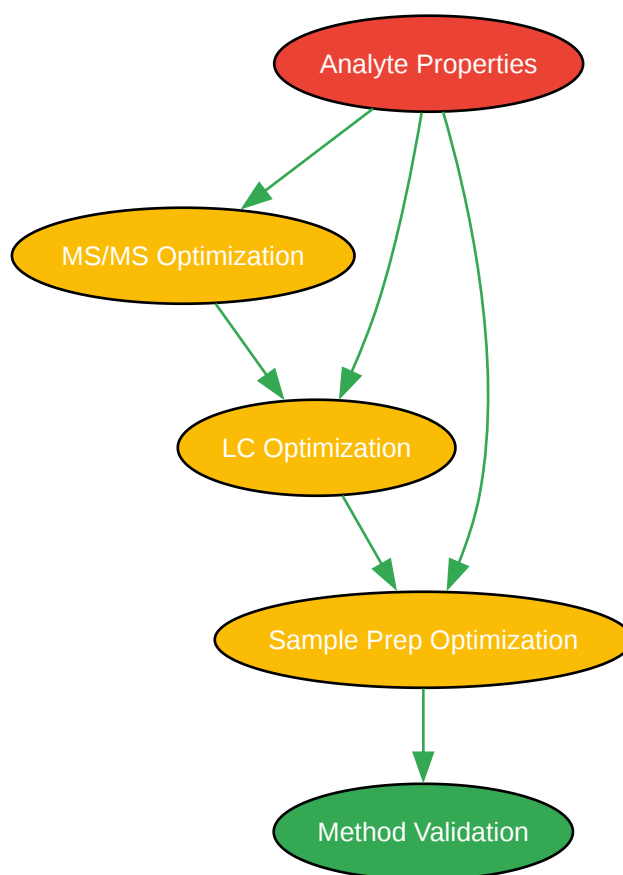 Analyte Properties
MS/MS Optimization
LC Optimization
Sample Prep Optimization
Method Validation